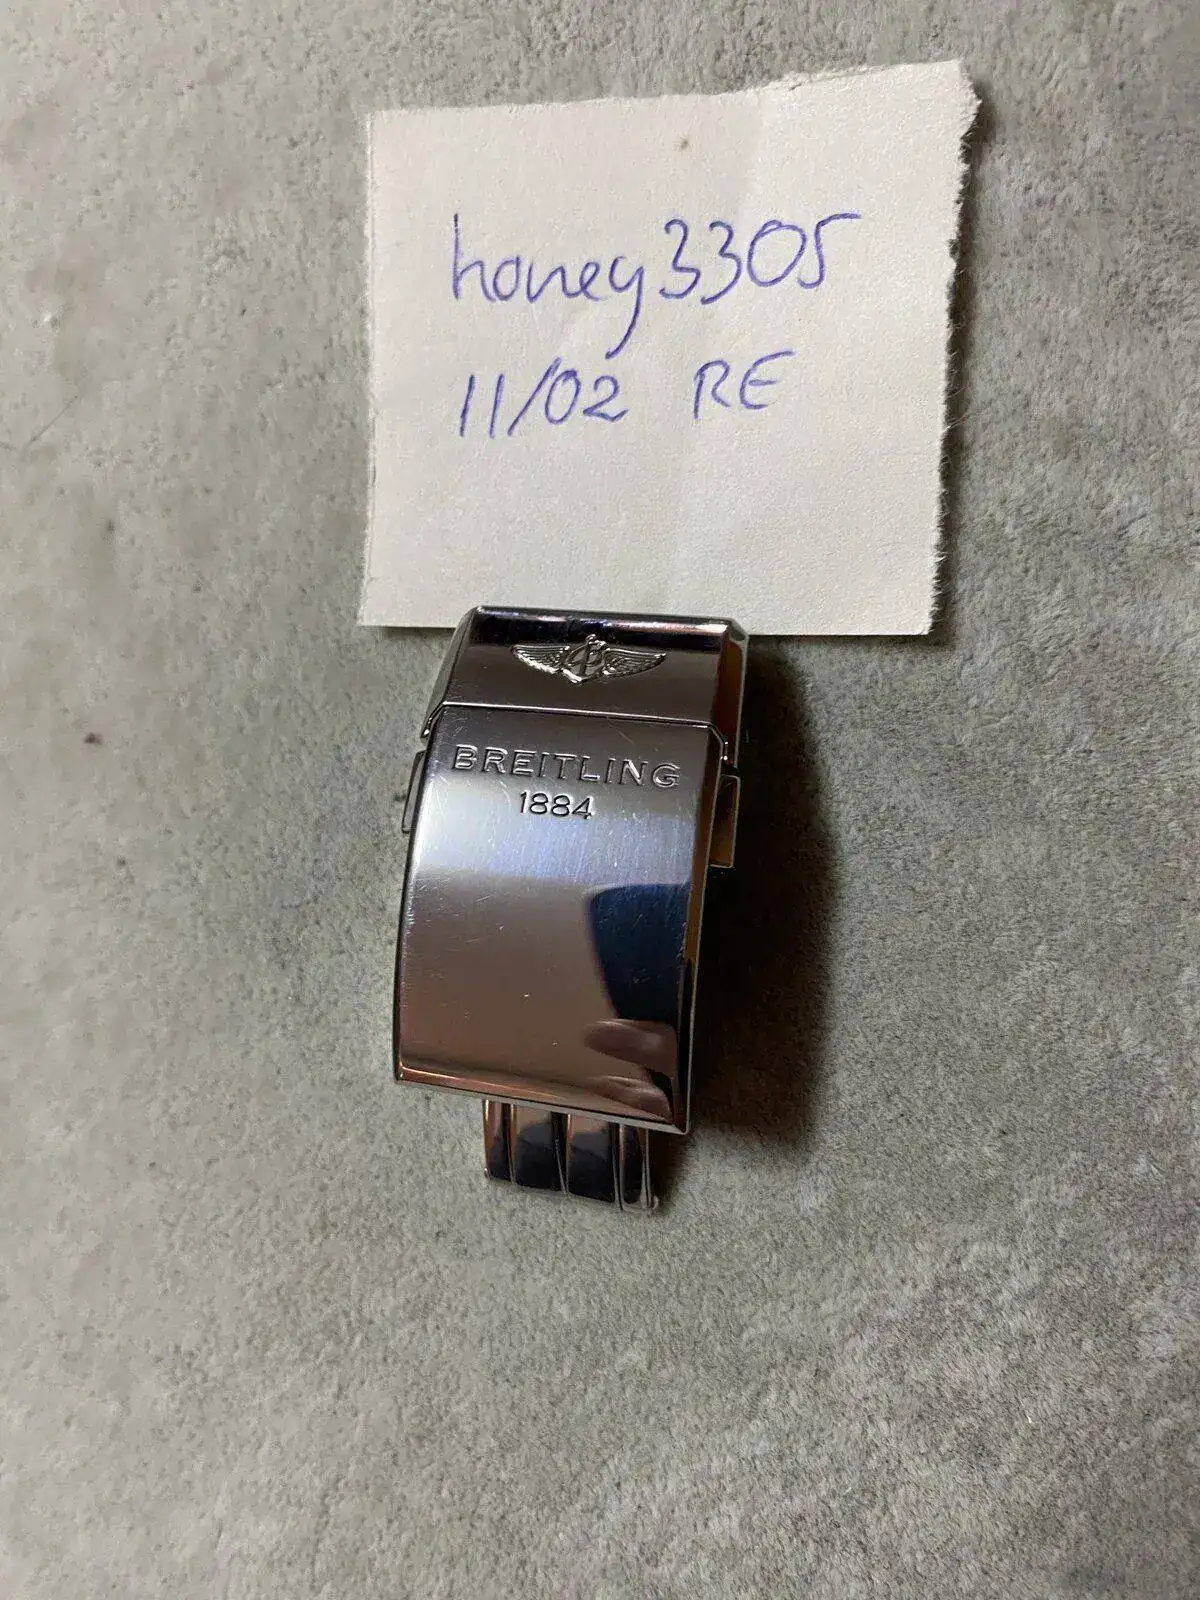 honey3305
11/02 RE
BREITLING
1884